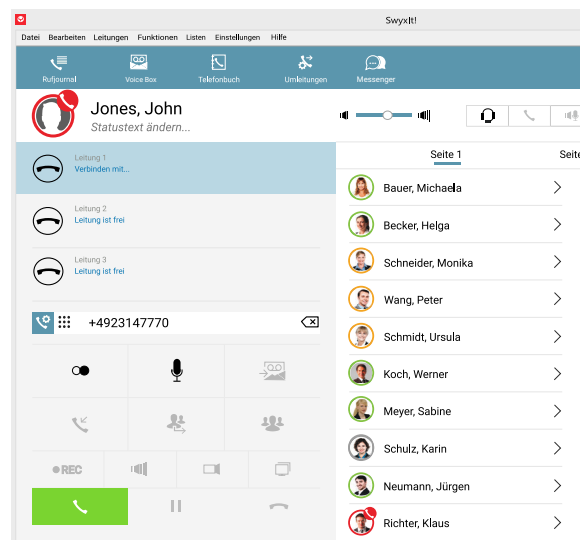 SwyxIt!
Datei Bearbeiten Leitungen Funktionen Listen Einstellungen Hilfe
Rufjournal Voice Box Telefonbuch Umleitungen Messenger
Jones, John
Statustext ändern...
Leitung 1
Verbinden mit...
Leitung 2
Leitung ist frei
Leitung 3
Leitung ist frei
+4923147770
REC
Seite 1 Seite
Bauer, Michaela
Becker, Helga
Schneider, Monika
Wang, Peter
Schmidt, Ursula
Koch, Werner
Meyer, Sabine
Schulz, Karin
Neumann, Jürgen
Richter, Klaus